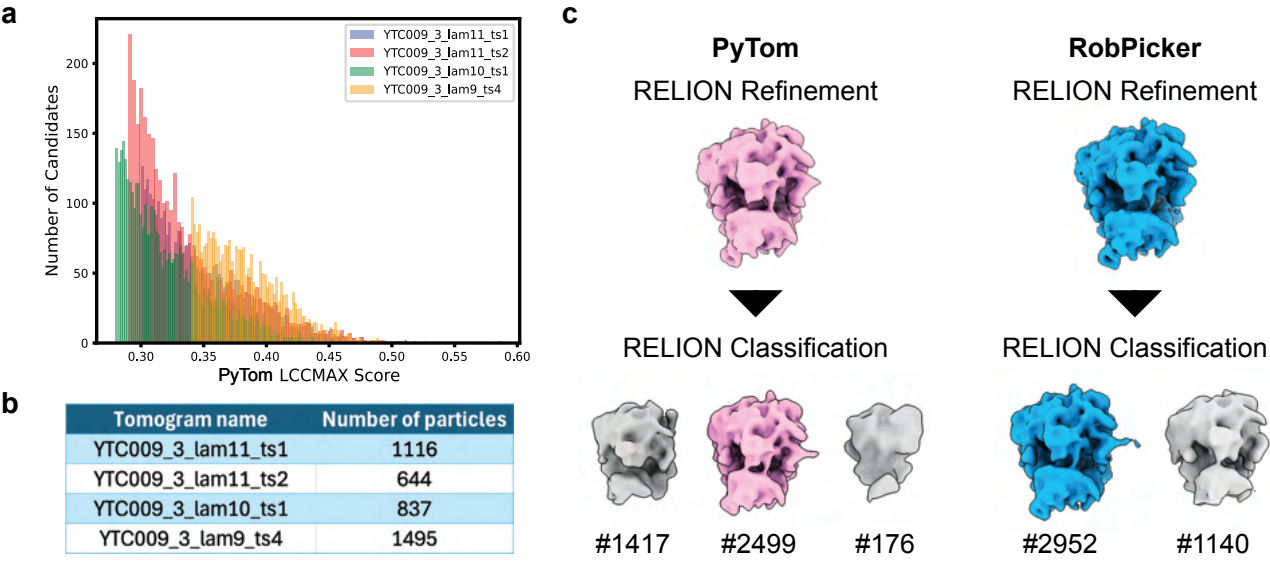 a
Number of Candidates
200
150
100
50
0
0.30 0.35 0.40 0.45 0.50 0.55 0.60
PyTom LCCMAX Score
YTC009_3_lam11_ts1
YTC009_3_lam11_ts2
YTC009_3_lam10_ts1
YTC009_3_lam9_ts4
b
Tomogram name Number of particles
YTC009_3_lam11_ts1 1116
YTC009_3_lam11_ts2 644
YTC009_3_lam10_ts1 837
YTC009_3_lam9_ts4 1495
c
PyTom RobPicker
RELION Refinement RELION Refinement
RELION Classification RELION Classification
#1417 #2499 #176 #2952 #1140